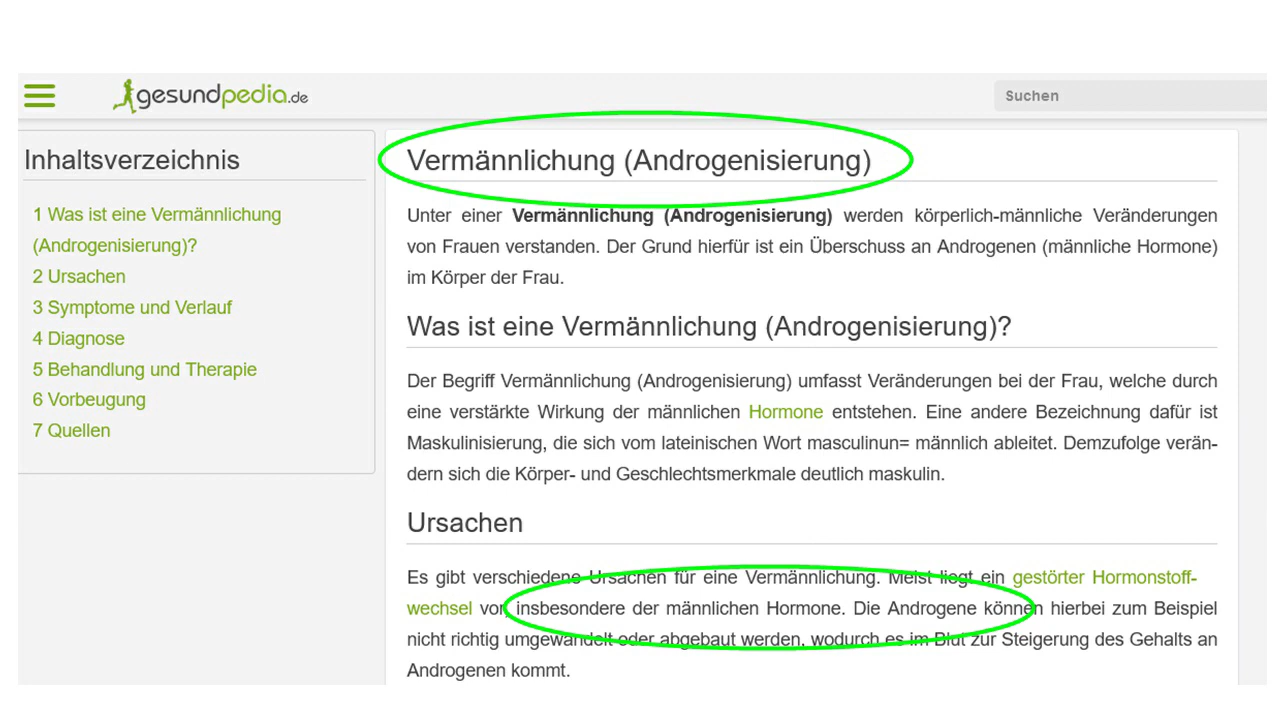 gesundpedia.de
Suchen
Inhaltsverzeichnis
1 Was ist eine Vermännlichung
(Androgenisierung)?
2 Ursachen
3 Symptome und Verlauf
4 Diagnose
5 Behandlung und Therapie
6 Vorbeugung
7 Quellen
Vermännlichung (Androgenisierung)
Unter einer Vermännlichung (Androgenisierung) werden körperlich-männliche Veränderungen
von Frauen verstanden. Der Grund hierfür ist ein Überschuss an Androgenen (männliche Hormone)
im Körper der Frau.
Was ist eine Vermännlichung (Androgenisierung)?
Der Begriff Vermännlichung (Androgenisierung) umfasst Veränderungen bei der Frau, welche durch
eine verstärkte Wirkung der männlichen Hormone entstehen. Eine andere Bezeichnung dafür ist
Maskulinisierung, die sich vom lateinischen Wort masculinun= männlich ableitet. Demzufolge verän-
dern sich die Körper- und Geschlechtsmerkmale deutlich maskulin.
Ursachen
Es gibt verschiedene Ursachen für eine Vermännlichung. Meist liegt ein gestörter Hormonstoff-
wechsel vor, insbesondere der männlichen Hormone. Die Androgene können hierbei zum Beispiel
nicht richtig umgewandelt oder abgebaut werden, wodurch es im Blut zur Steigerung des Gehalts an
Androgenen kommt.